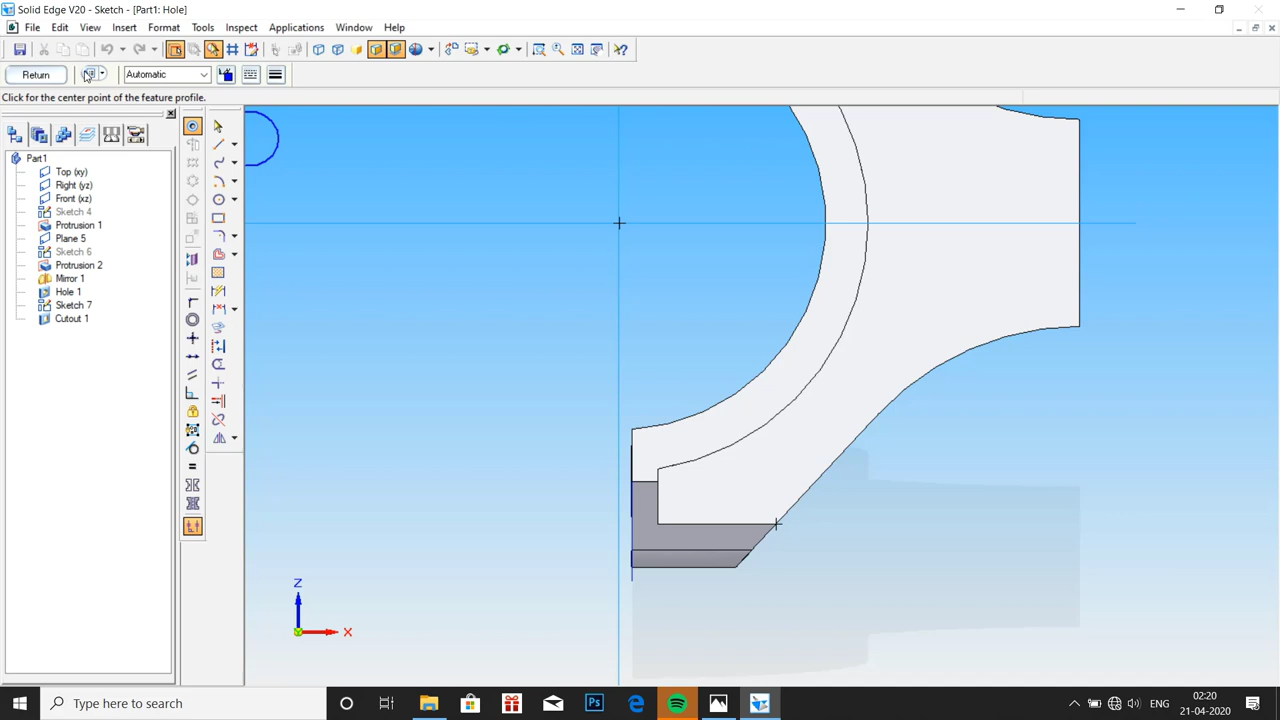 Solid Edge V20 - Sketch - [Part1: Hole]
File Edit View Insert Format Tools Inspect Applications Window Help
Return Automatic
Click for the center point of the feature profile.
Part1
Top (xy)
Right (yz)
Front (xz)
Sketch 4
Protrusion 1
Plane 5
Sketch 6
Protrusion 2
Mirror 1
Hole 1
Sketch 7
Cutout 1
Z
X
Type here to search
Ps
ENG
02:20
21-04-2020